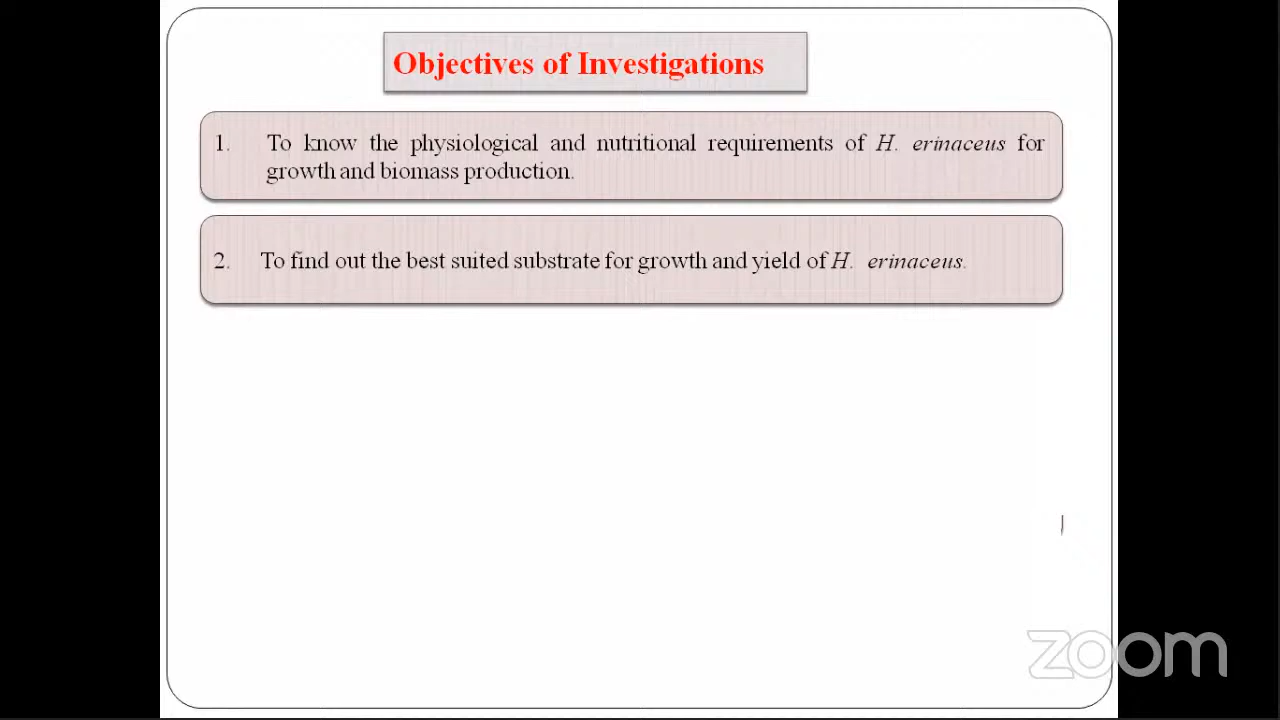 Objectives of Investigations
1. To know the physiological and nutritional requirements of H. erinaceus for
growth and biomass production.
2. To find out the best suited substrate for growth and yield of H. erinaceus.
zoom